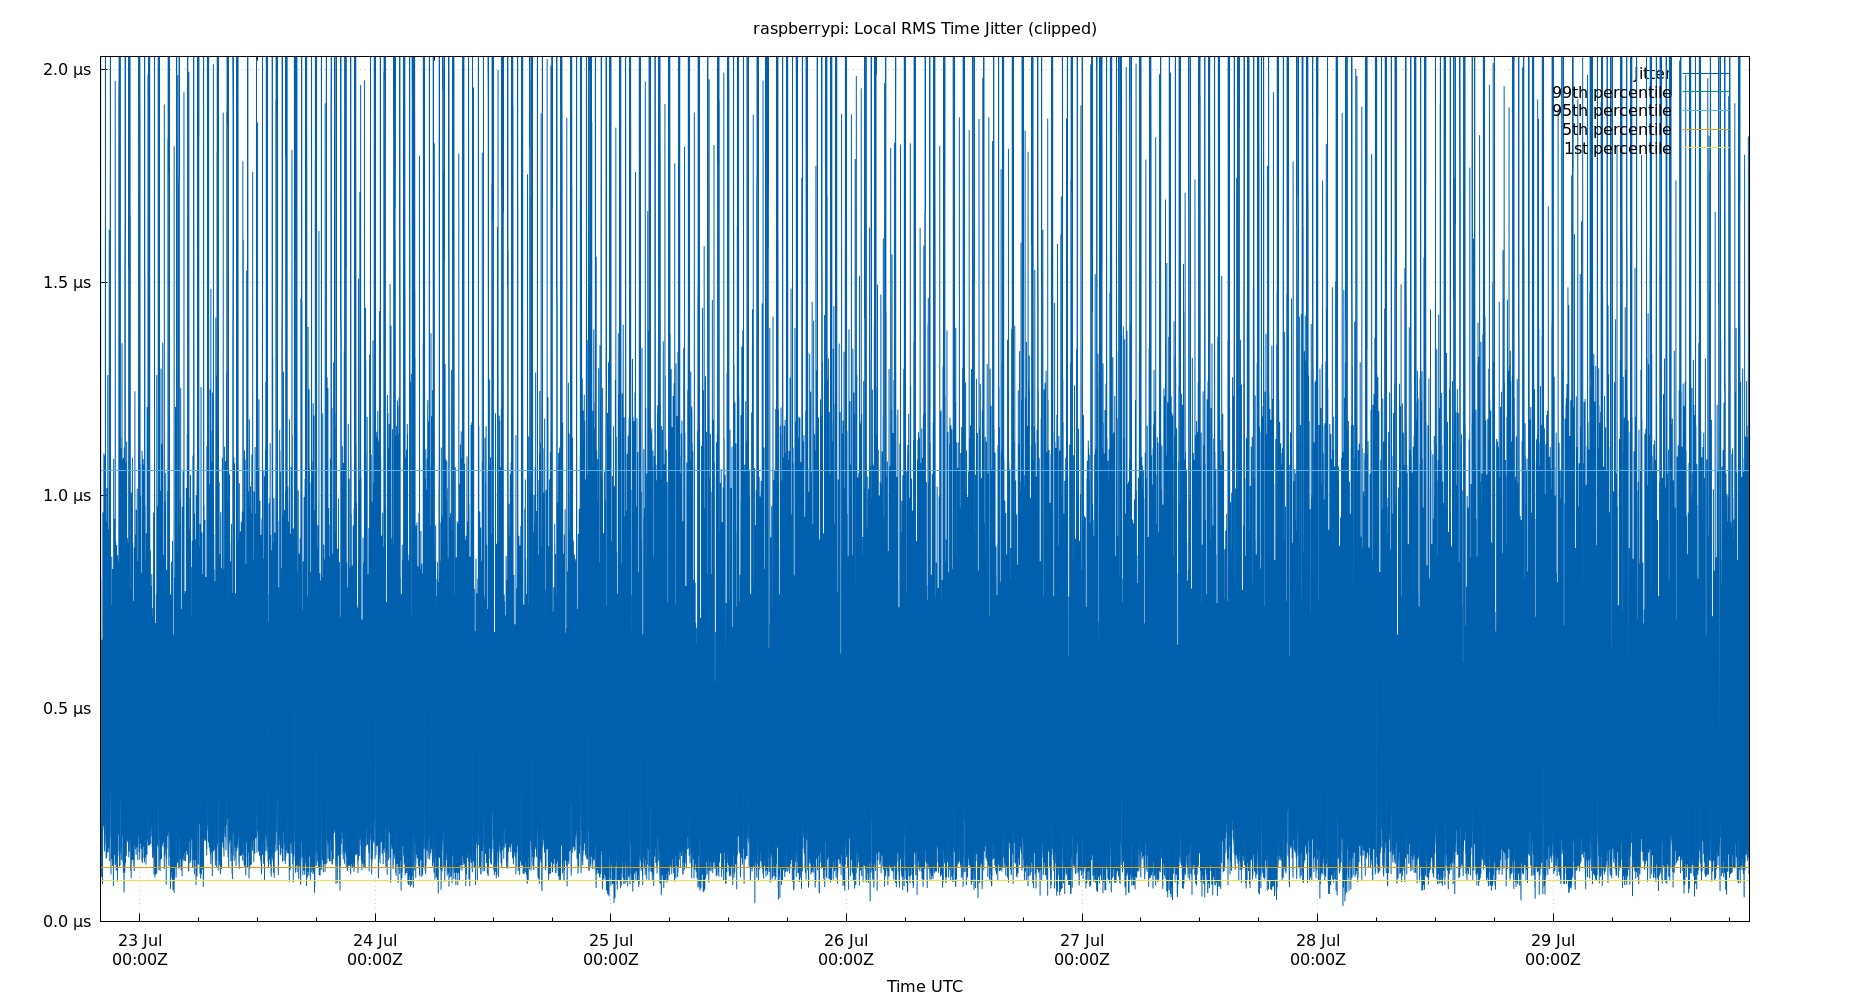 raspberrypi: Local RMS Time Jitter (clipped)
2.0 µs
1.5 µs
1.0 µs
0.5 µs
0.0 µs
jitter
99th percentile
95th percentile
5th percentile
1st percentile
23 Jul 24 Jul 25 Jul 26 Jul 27 Jul 28 Jul 29 Jul
00:00Z 00:00Z 00:00Z 00:00Z 00:00Z 00:00Z 00:00Z
Time UTC